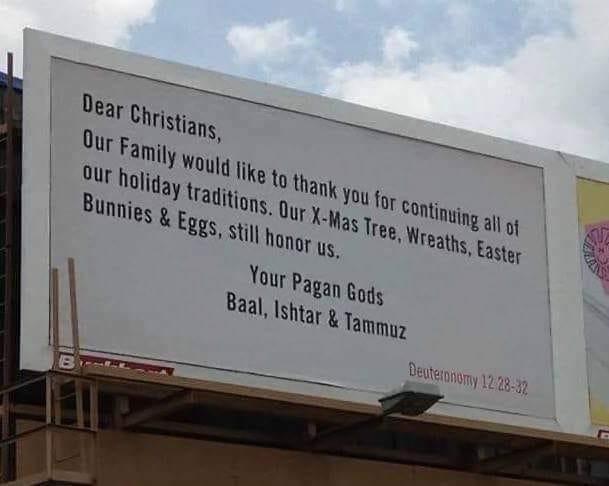 Dear Christians,
Our Family would like to thank you for continuing all of
our holiday traditions. Our X-Mas Tree, Wreaths, Easter
Bunnies & Eggs, still honor us.
Your Pagan Gods
Baal, Ishtar & Tammuz
Deuteronomy 12 28-32